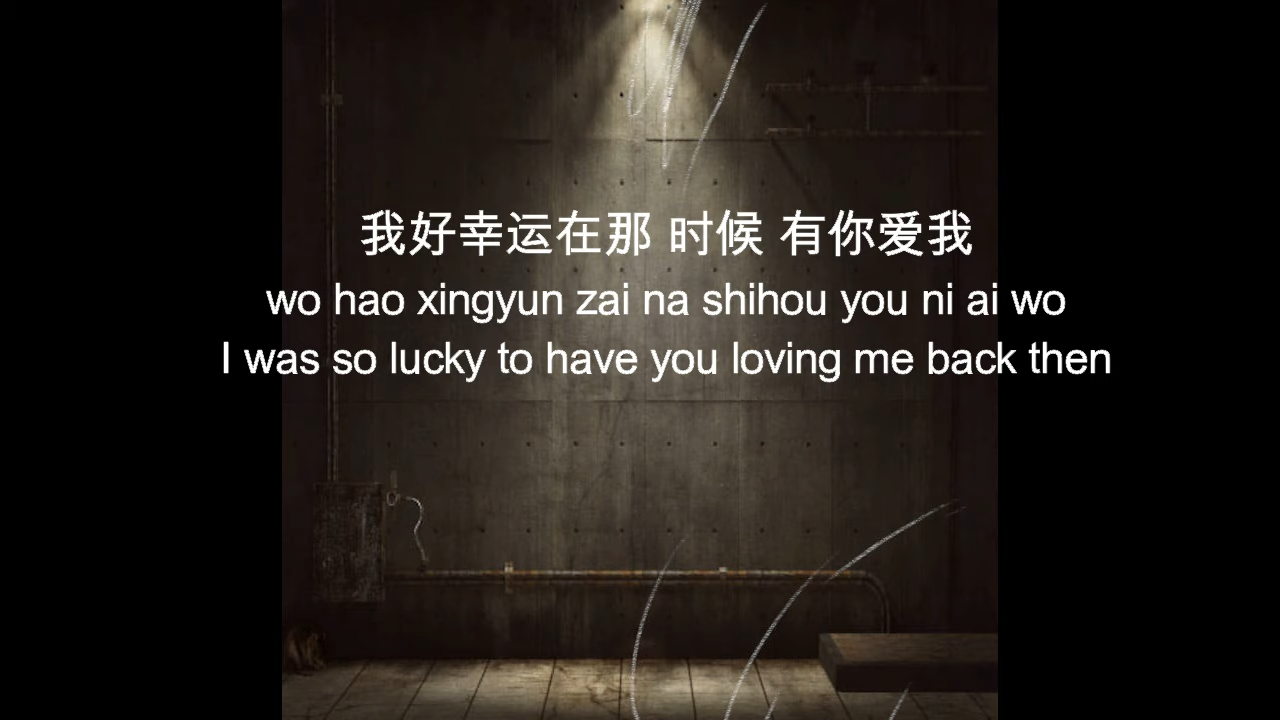 我好幸运在那 时候 有你爱我
wo hao xingyun zai na shihou you ni ai wo
I was so lucky to have you loving me back then